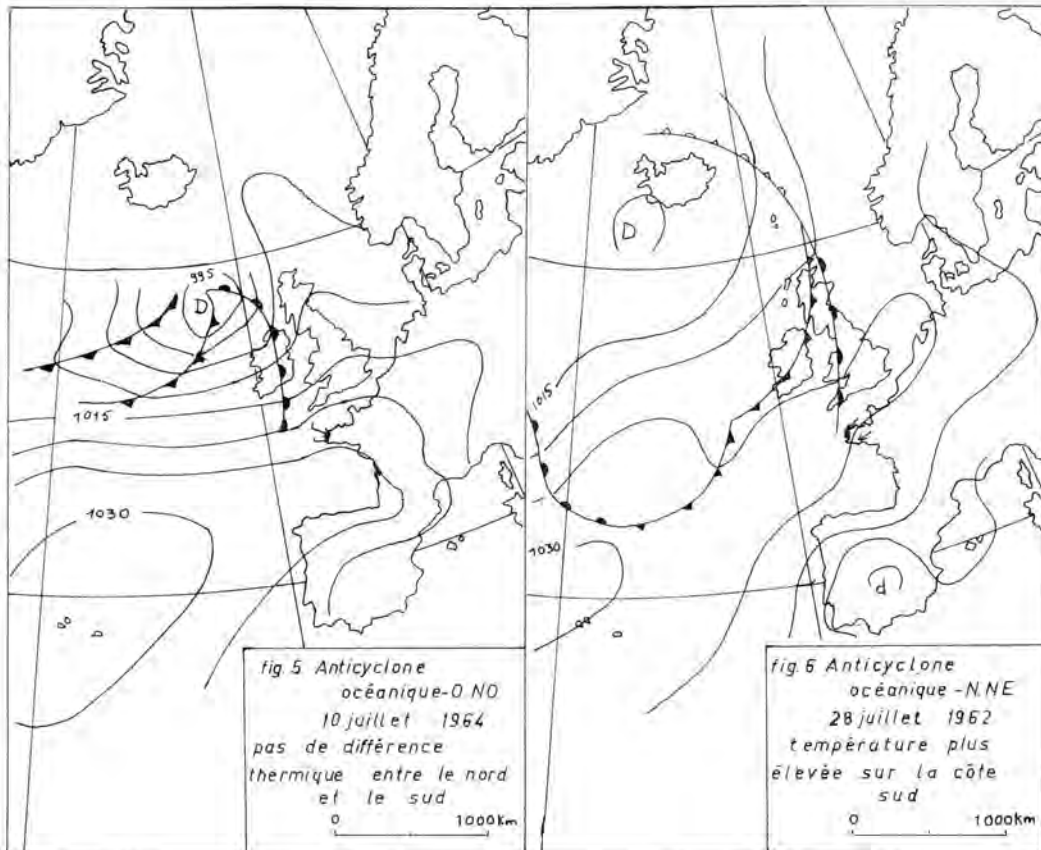 995
D
1015
1030
fig.5 Anticyclone
océanique-O.NO
10 juillet 1964
pas de différence
thermique entre le nord
et le sud
0 1000km
D
1015
1030
d
fig.6 Anticyclone
océanique-N.NE
28 juillet 1962
température plus
élevée sur la côte
sud
0 1000km